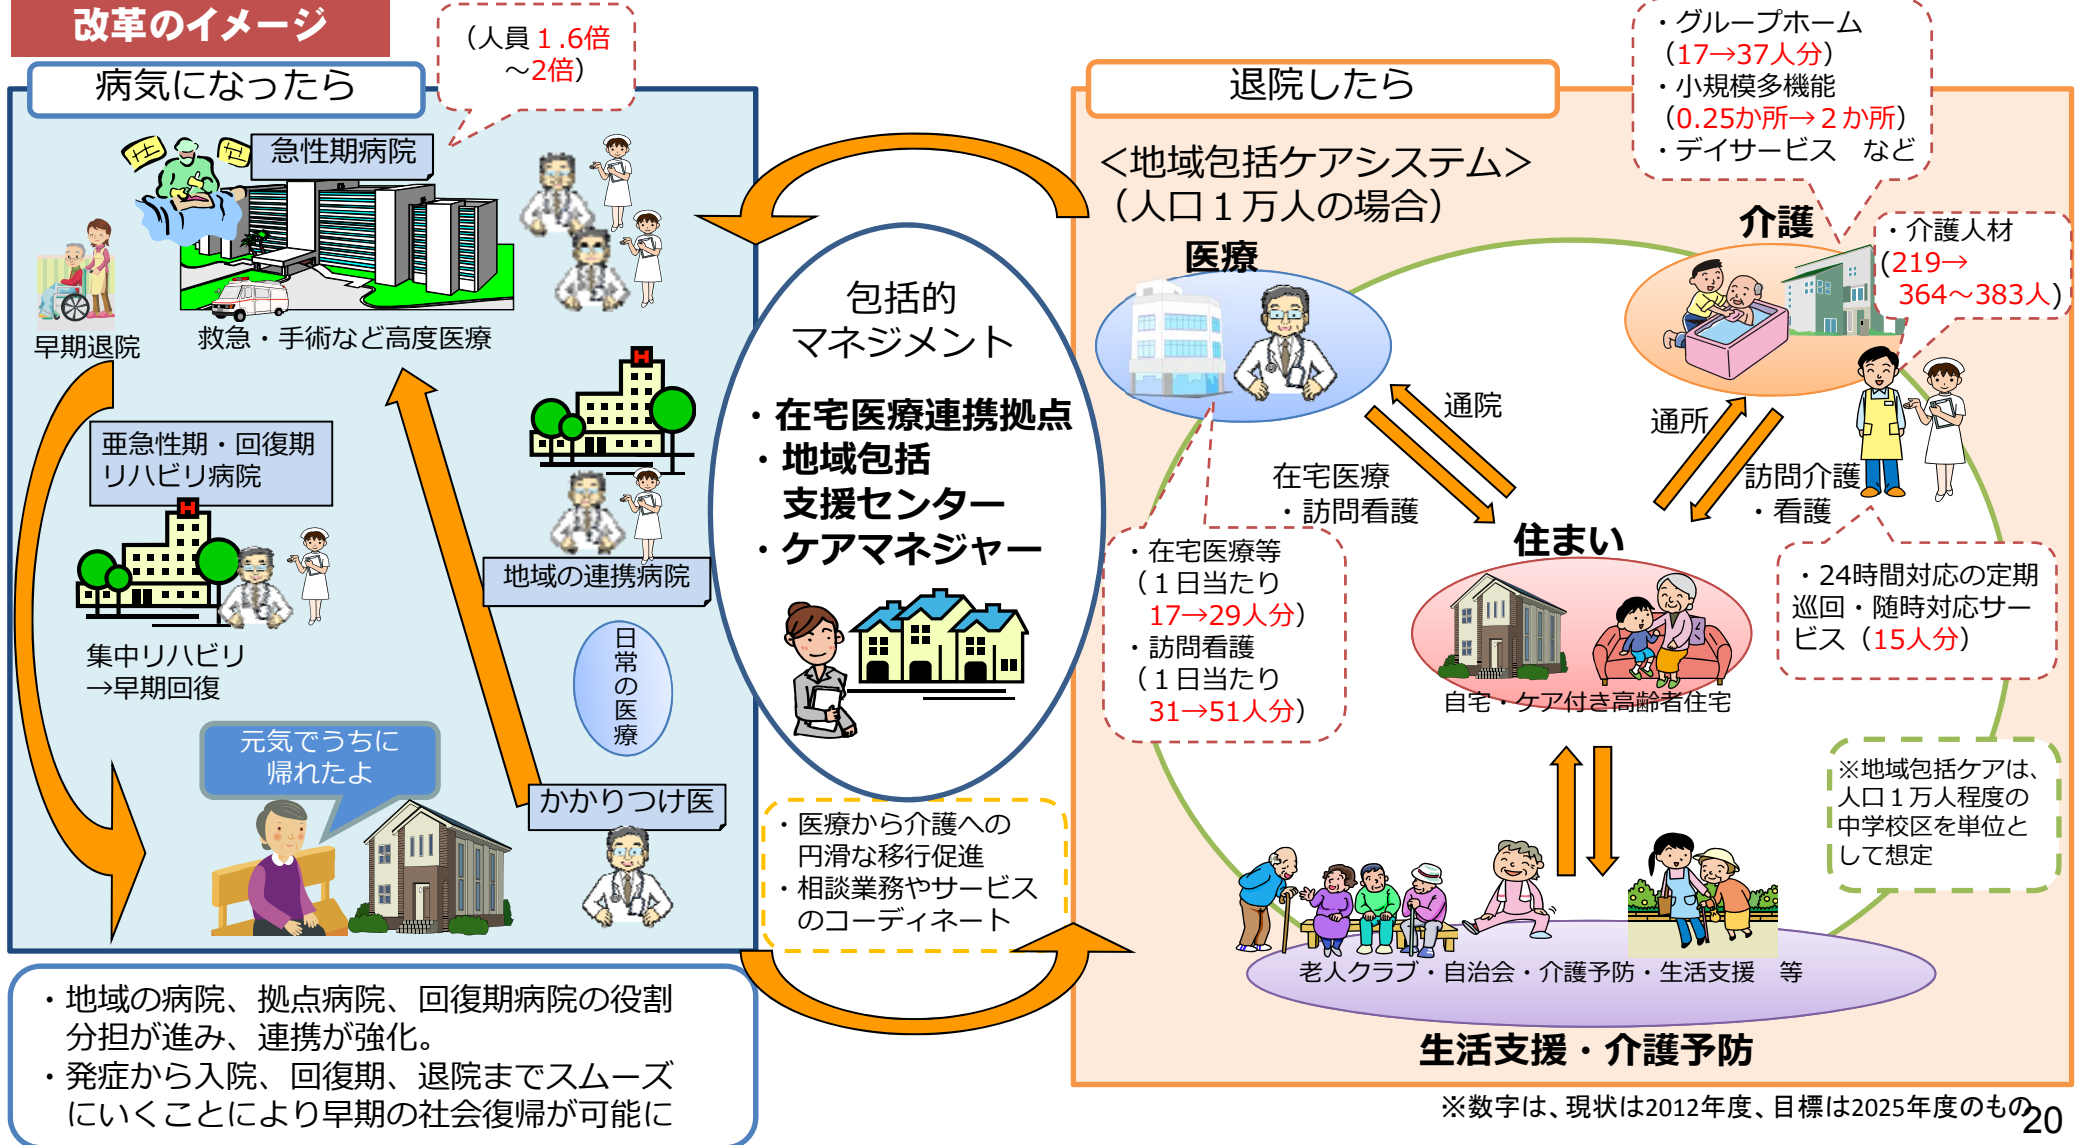 改革のイメージ
病気になったら
（人員１.6倍
～2倍）
急性期病院
早期退院
救急・手術など高度医療
亜急性期・回復期
リハビリ病院
集中リハビリ
→早期回復
地域の連携病院
日常の医療
元気でうちに
帰れたよ
かかりつけ医
・地域の病院、拠点病院、回復期病院の役割
分担が進み、連携が強化。
・発症から入院、回復期、退院までスムーズ
にいくことにより早期の社会復帰が可能に
包括的
マネジメント
・在宅医療連携拠点
・地域包括
支援センター
・ケアマネジャー
・医療から介護への
円滑な移行促進
・相談業務やサービス
のコーディネート
退院したら
＜地域包括ケアシステム＞
（人口１万人の場合）
・グループホーム
（17→37人分）
・小規模多機能
（0.25か所→２か所）
・デイサービス　など
医療
介護
・介護人材
(219→
364～383人)
通院
通所
在宅医療
・訪問看護
訪問介護
・看護
・在宅医療等
（１日当たり
17→29人分）
・訪問看護
（１日当たり
31→51人分）
住まい
自宅・ケア付き高齢者住宅
・24時間対応の定期
巡回・随時対応サー
ビス（15人分）
※地域包括ケアは、
人口１万人程度の
中学校区を単位と
して想定
老人クラブ・自治会・介護予防・生活支援　等
生活支援・介護予防
※数字は、現状は2012年度、目標は2025年度のもの
20